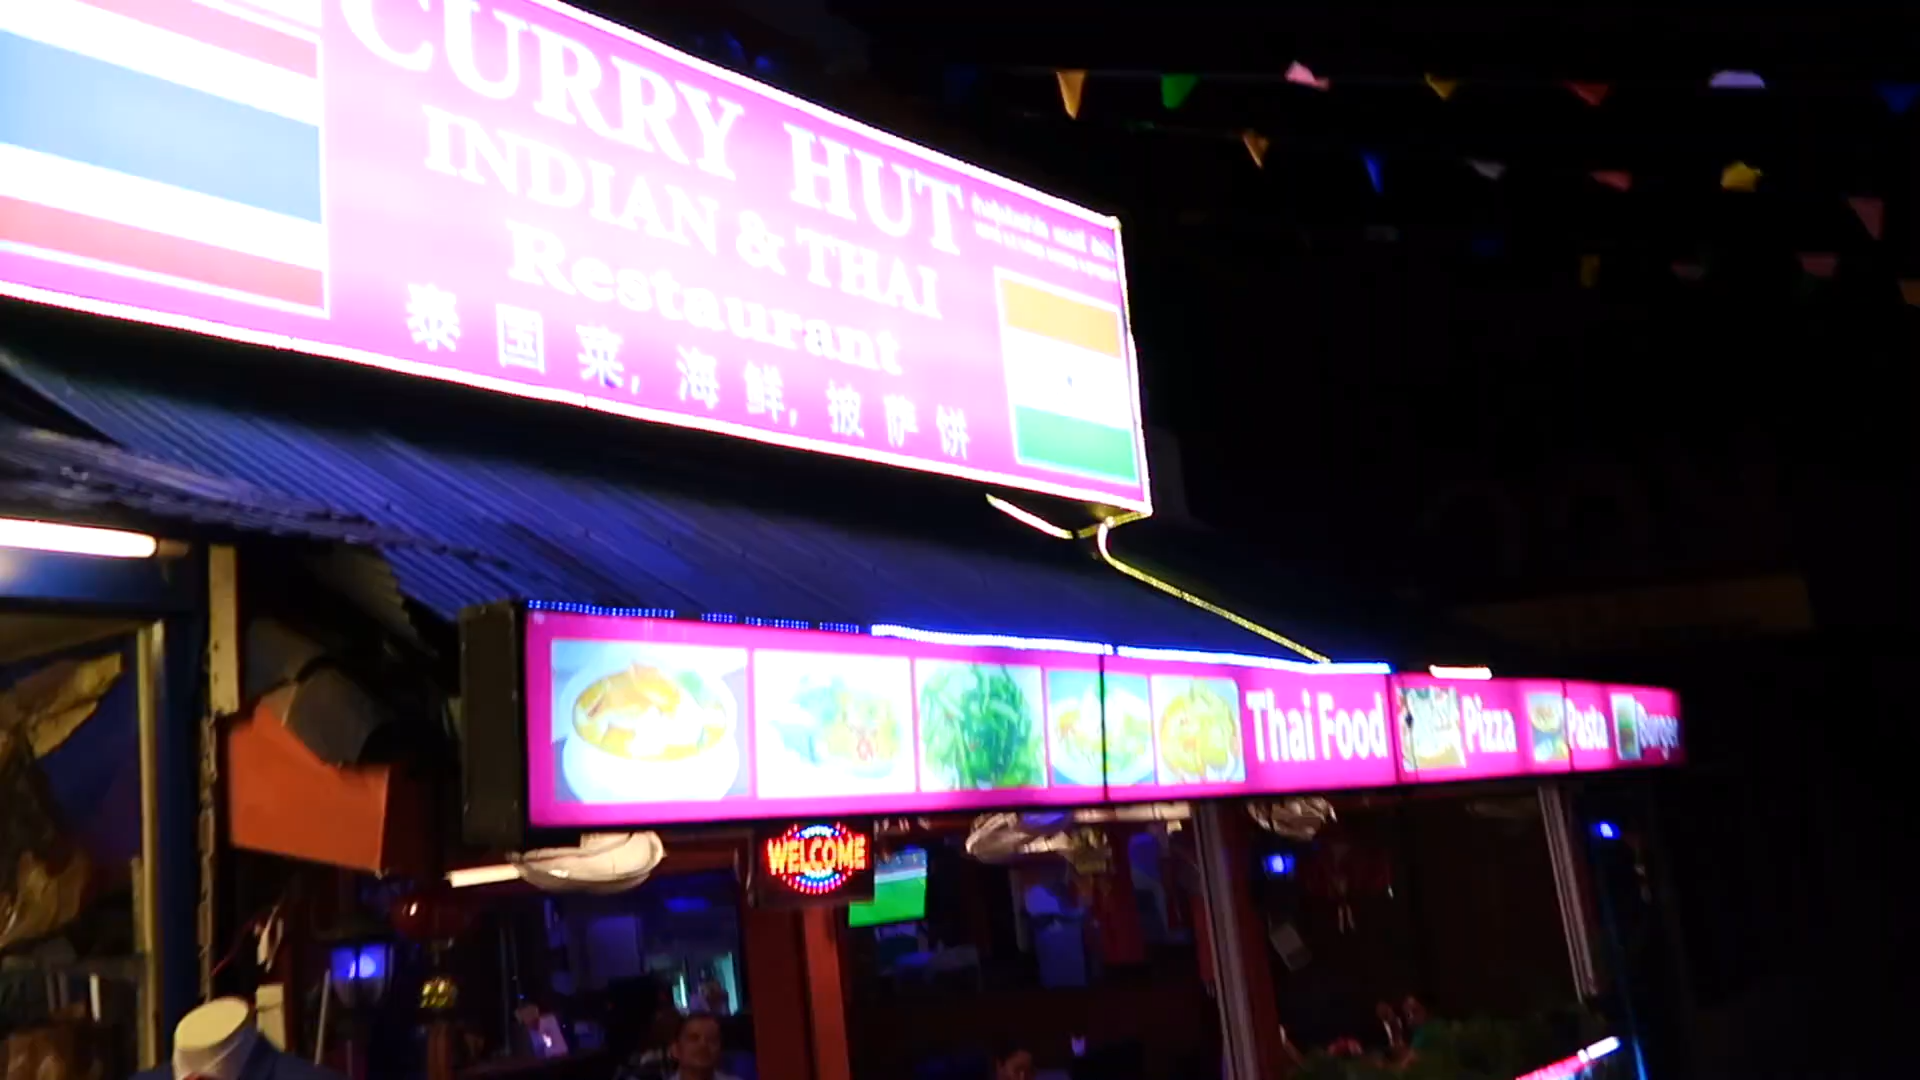 CURRY HUT
INDIAN & THAI
Restaurant
泰国菜, 海鲜, 披萨饼
Thai Food
Pizza
Pasta
Burger
WELCOME